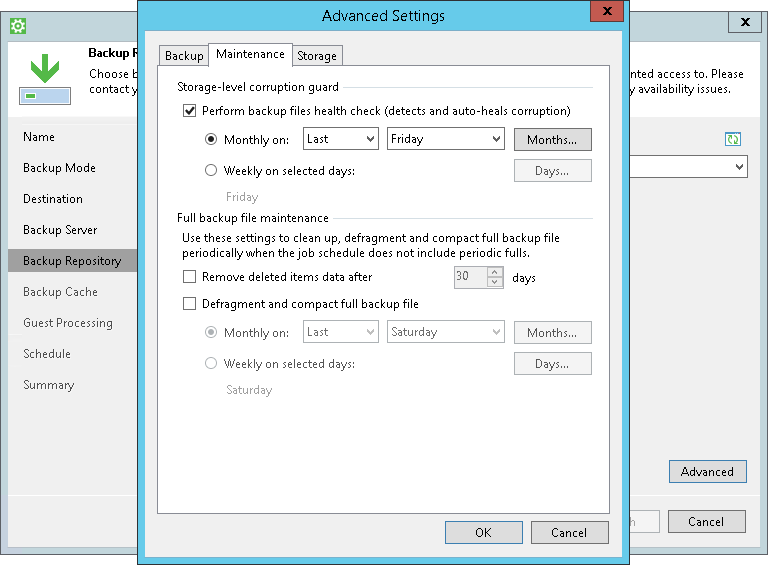 Advanced Settings
X
X
Backup
Choose
contact
nted access to. Please
y availability issues.
Name
Backup Mode
Destination
Backup Server
Backup Repository
Backup Cache
Guest Processing
Schedule
Summary
Backup Maintenance Storage
Storage-level corruption guard
Perform backup files health check (detects and auto-heals corruption)
Monthly on: Last Friday Months...
Weekly on selected days: Days...
Friday
Full backup file maintenance
Use these settings to clean up, defragment and compact full backup file
periodically when the job schedule does not include periodic fulls.
Remove deleted items data after 30 days
Defragment and compact full backup file
Monthly on: Last Saturday Months...
Weekly on selected days: Days...
Saturday
Advanced
OK Cancel
h Cancel